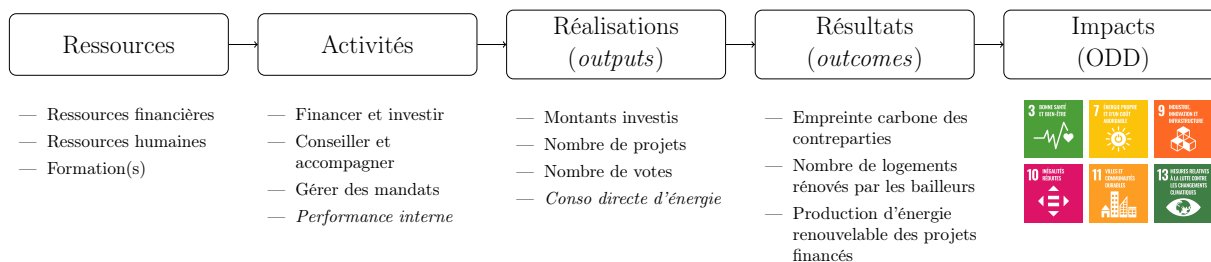 Ressources
Activités
Réalisations
(outputs)
Résultats
(outcomes)
Impacts
(ODD)
— Ressources financières
— Ressources humaines
— Formation(s)
— Financer et investir
— Conseiller et
accompagner
— Gérer des mandats
— Performance interne
— Montants investis
— Nombre de projets
— Nombre de votes
— Conso directe d'énergie
— Empreinte carbone des
contreparties
— Nombre de logements
rénovés par les bailleurs
— Production d'énergie
renouvelable des projets
financés
3 BONNE SANTÉ
ET BIEN-ÊTRE
7 ÉNERGIE PROPRE
ET D'UN COÛT
ABORDABLE
9 INDUSTRIE,
INNOVATION ET
INFRASTRUCTURE
10 INÉGALITÉS
RÉDUITES
11 VILLES ET
COMMUNAUTÉS
DURABLES
13 MESURES RELATIVES
À LA LUTTE CONTRE
LES CHANGEMENTS
CLIMATIQUES